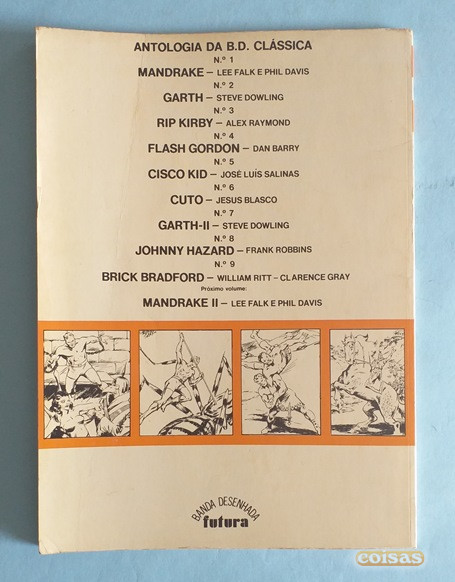 ANTOLOGIA DA B.D. CLÁSSICA
N.º 1
MANDRAKE – LEE FALK E PHIL DAVIS
N.º 2
GARTH – STEVE DOWLING
N.º 3
RIP KIRBY – ALEX RAYMOND
N.º 4
FLASH GORDON – DAN BARRY
N.º 5
CISCO KID – JOSÉ LUÍS SALINAS
N.º 6
CUTO – JESUS BLASCO
N.º 7
GARTH-II – STEVE DOWLING
N.º 8
JOHNNY HAZARD – FRANK ROBBINS
N.º 9
BRICK BRADFORD – WILLIAM RITT – CLARENCE GRAY
Próximo volume:
MANDRAKE II – LEE FALK E PHIL DAVIS
BANDA DESENHADA
futura
coisas